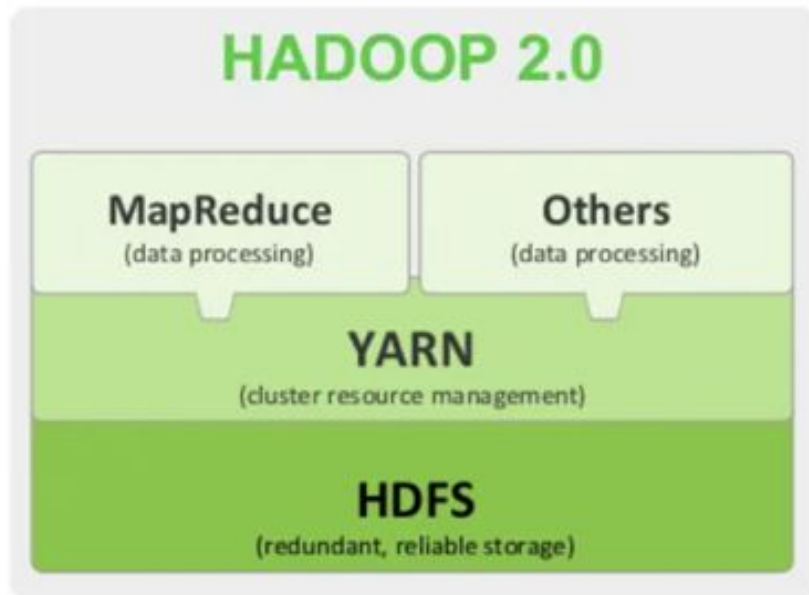 HADOOP 2.0
MapReduce
(data processing)
Others
(data processing)
YARN
(cluster resource management)
HDFS
(redundant, reliable storage)